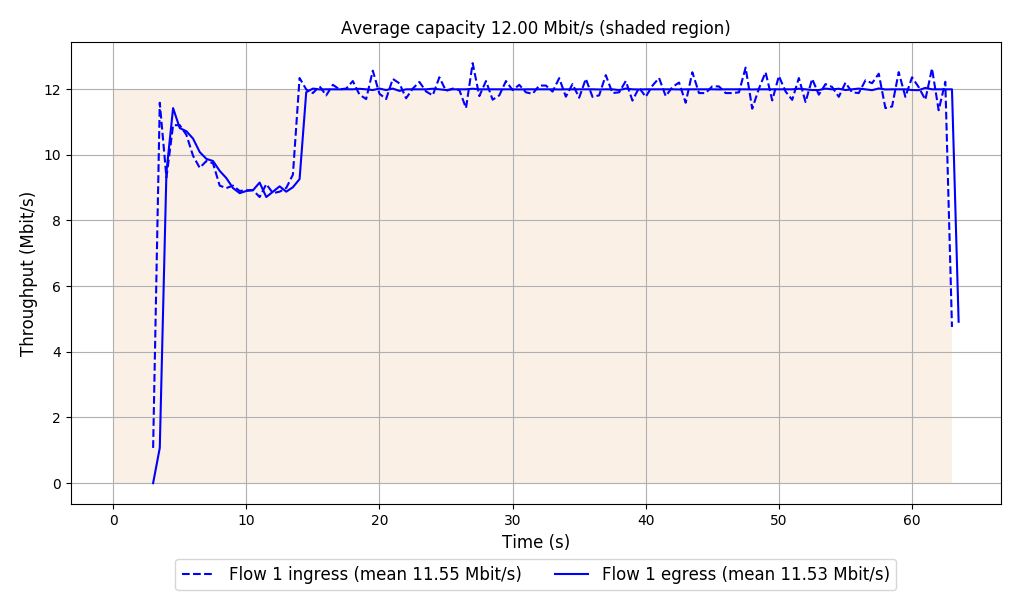 Average capacity 12.00 Mbit/s (shaded region)
Throughput (Mbit/s)
12
10
8
6
4
2
0
0 10 20 30 40 50 60
Time (s)
Flow 1 ingress (mean 11.55 Mbit/s) Flow 1 egress (mean 11.53 Mbit/s)